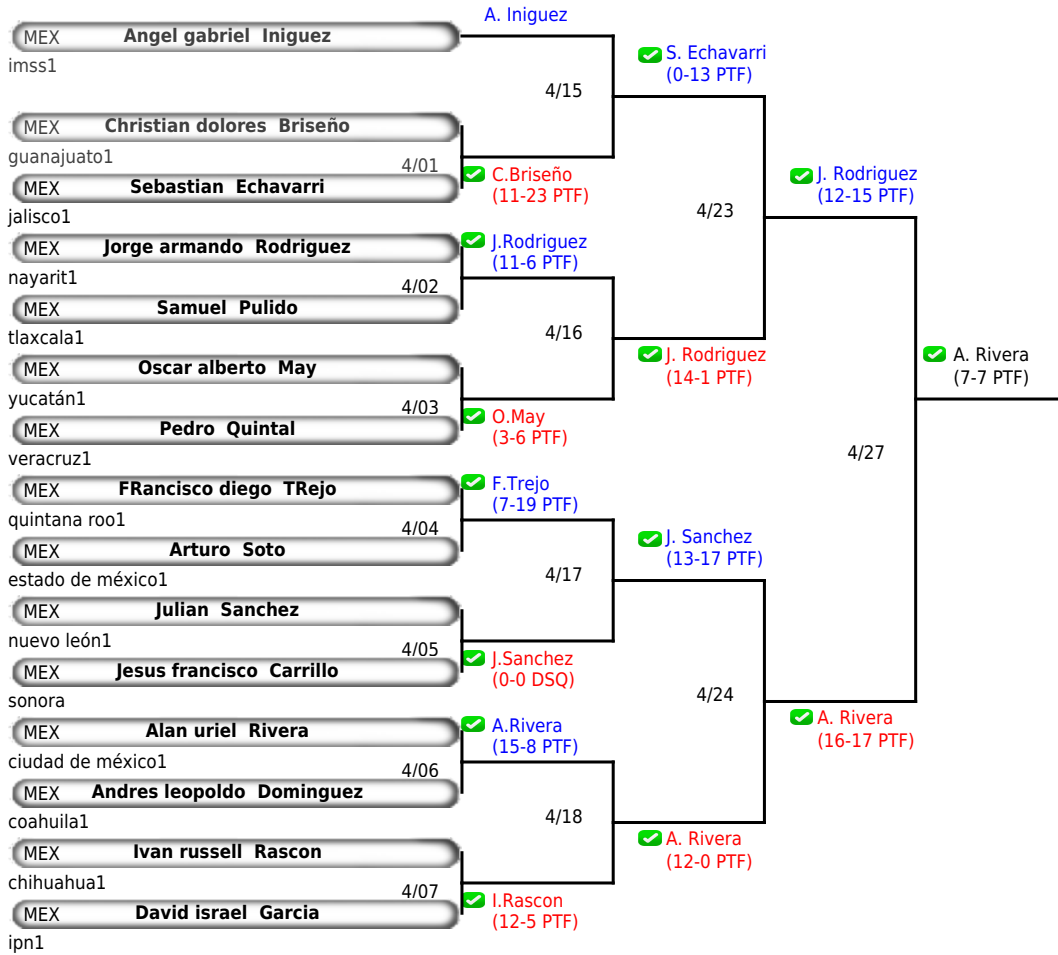 A. Iniguez
MEX Angel gabriel Iniguez
imss1
S. Echavarri
(0-13 PTF)
4/15
MEX Christian dolores Briseño
guanajuato1
4/01
C.Briseño
(11-23 PTF)
MEX Sebastian Echavarri
jalisco1
J. Rodriguez
(12-15 PTF)
4/23
MEX Jorge armando Rodriguez
nayarit1
J.Rodriguez
(11-6 PTF)
4/02
MEX Samuel Pulido
tlaxcala1
4/16
J. Rodriguez
(14-1 PTF)
MEX Oscar alberto May
yucatán1
4/03
O.May
(3-6 PTF)
MEX Pedro Quintal
veracruz1
A. Rivera
(7-7 PTF)
4/27
MEX FRancisco diego TRejo
quintana roo1
F.Trejo
(7-19 PTF)
4/04
MEX Arturo Soto
estado de méxico1
J. Sanchez
(13-17 PTF)
4/17
MEX Julian Sanchez
nuevo león1
4/05
J.Sanchez
(0-0 DSQ)
MEX Jesus francisco Carrillo
sonora
4/24
A. Rivera
(16-17 PTF)
MEX Alan uriel Rivera
ciudad de méxico1
A.Rivera
(15-8 PTF)
4/06
MEX Andres leopoldo Dominguez
coahuila1
4/18
A. Rivera
(12-0 PTF)
MEX Ivan russell Rascon
chihuahua1
4/07
I.Rascon
(12-5 PTF)
MEX David israel Garcia
ipn1